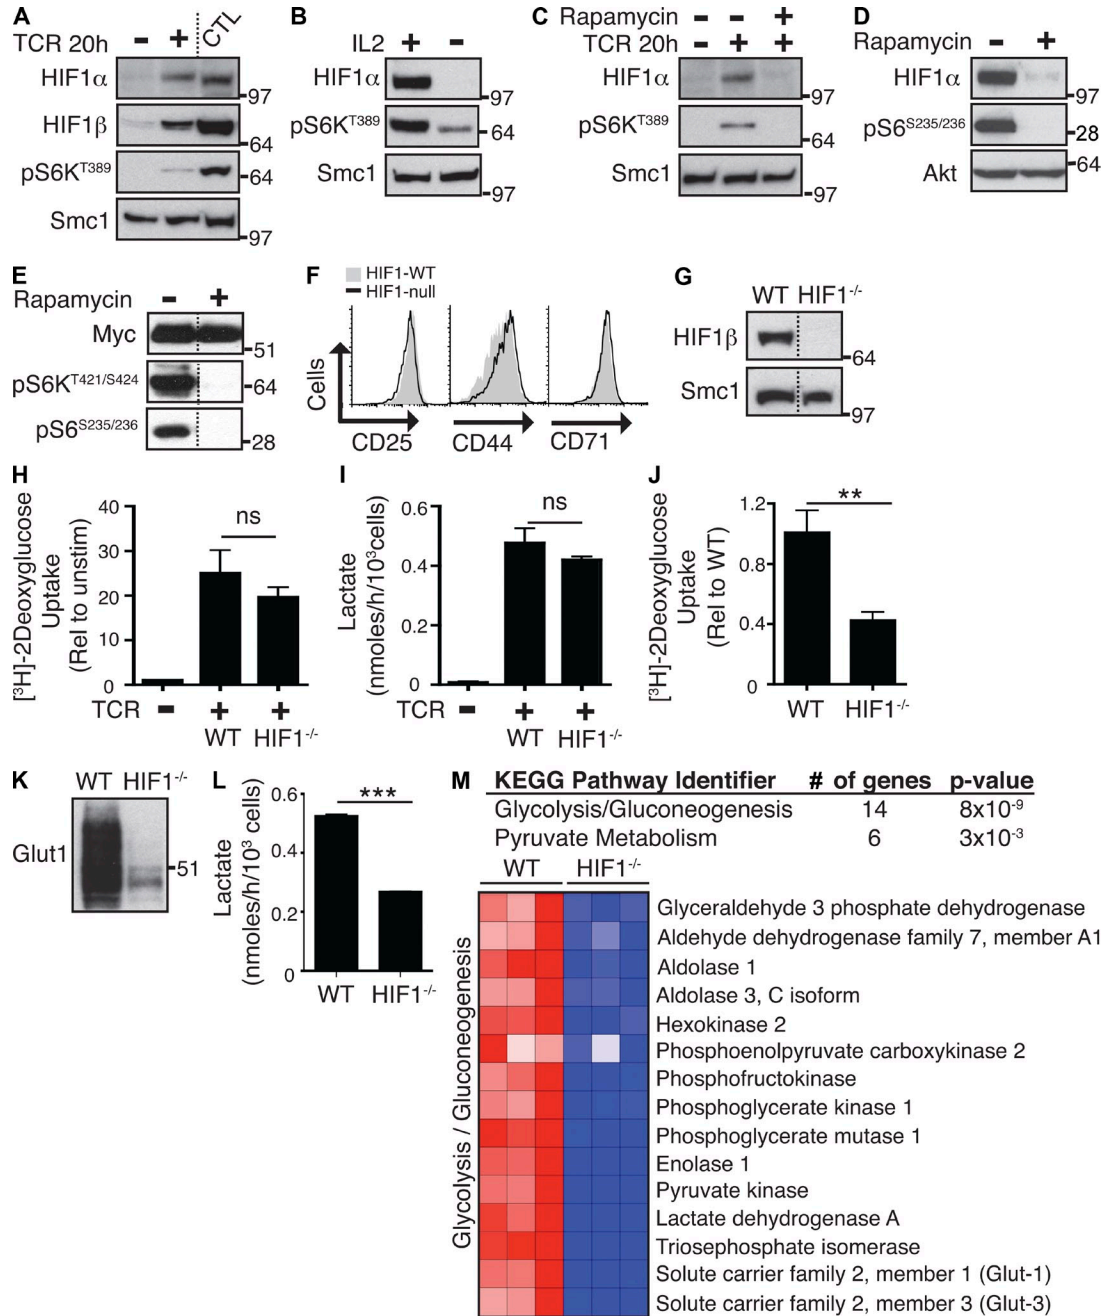 A
TCR 20h - + CTL
HIF1α
97
HIF1β
64
pS6K^T389
64
Smc1
97
B
IL2 + -
HIF1α
97
pS6K^T389
64
Smc1
97
C
Rapamycin - - +
TCR 20h - + +
HIF1α
97
pS6K^T389
64
Smc1
97
D
Rapamycin - +
HIF1α
97
pS6^S235/236
28
64
Akt
E
Rapamycin - +
Myc
51
pS6K^T421/S424
64
pS6^S235/236
28
F
HIF1-WT
HIF1-null
Cells
CD25 CD44 CD71
G
WT HIF1^-/-
HIF1β
64
Smc1
97
H
[³H]-2Deoxyglucose
Uptake
(Rel to unstim)
40
30
20
10
0
ns
TCR - + +
WT HIF1^-/-
I
Lactate
(nmoles/h/10³cells)
0.6
0.4
0.2
0
ns
TCR - + +
WT HIF1^-/-
J
[³H]-2Deoxyglucose
Uptake
(Rel to WT)
1.2
0.8
0.4
0
**
WT HIF1^-/-
K
WT HIF1^-/-
Glut1
51
L
Lactate
(nmoles/h/10³ cells)
0.6
0.4
0.2
0
***
WT HIF1^-/-
M
KEGG Pathway Identifier # of genes p-value
Glycolysis/Gluconeogenesis 14 8x10^-9
Pyruvate Metabolism 6 3x10^-3
WT HIF1^-/-
Glycolysis / Gluconeogenesis
Glyceraldehyde 3 phosphate dehydrogenase
Aldehyde dehydrogenase family 7, member A1
Aldolase 1
Aldolase 3, C isoform
Hexokinase 2
Phosphoenolpyruvate carboxykinase 2
Phosphofructokinase
Phosphoglycerate kinase 1
Phosphoglycerate mutase 1
Enolase 1
Pyruvate kinase
Lactate dehydrogenase A
Triosephosphate isomerase
Solute carrier family 2, member 1 (Glut-1)
Solute carrier family 2, member 3 (Glut-3)